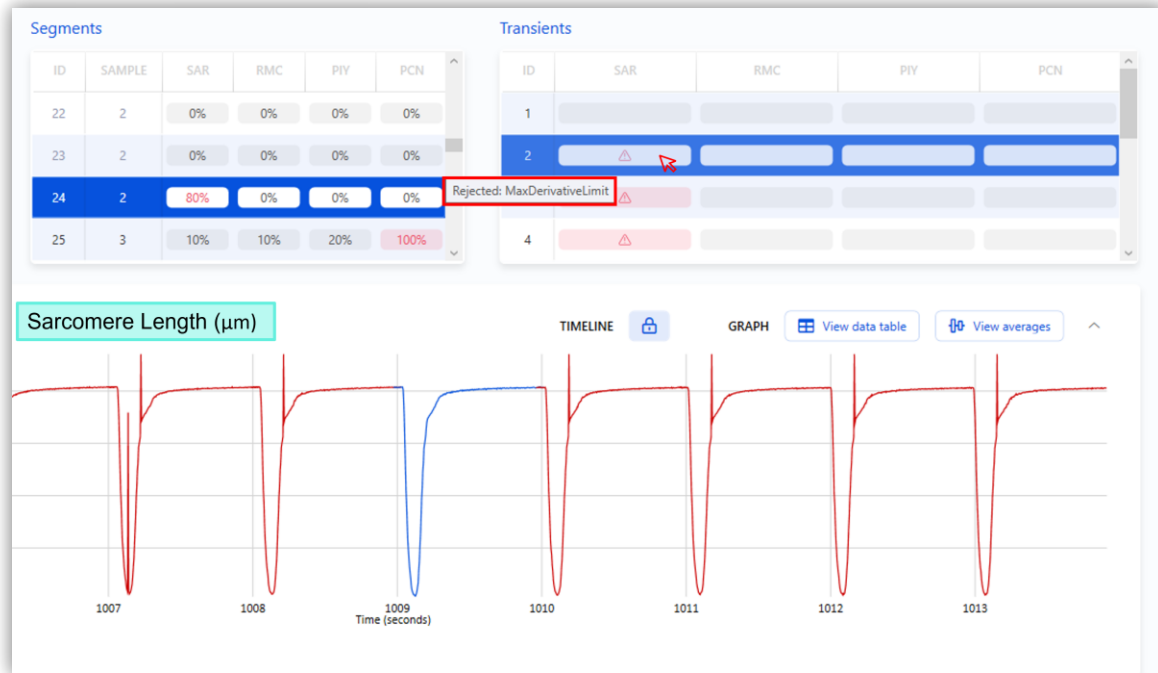 Segments
Transients
ID SAMPLE SAR RMC PIY PCN
ID SAR RMC PIY PCN
22 2 0% 0% 0% 0%
1
23 2 0% 0% 0% 0%
2
24 2 80% 0% 0% 0%
Rejected: MaxDerivativeLimit
25 3 10% 10% 20% 100%
4
Sarcomere Length (μm)
TIMELINE
GRAPH
View data table
View averages
1007 1008 1009 1010 1011 1012 1013
Time (seconds)